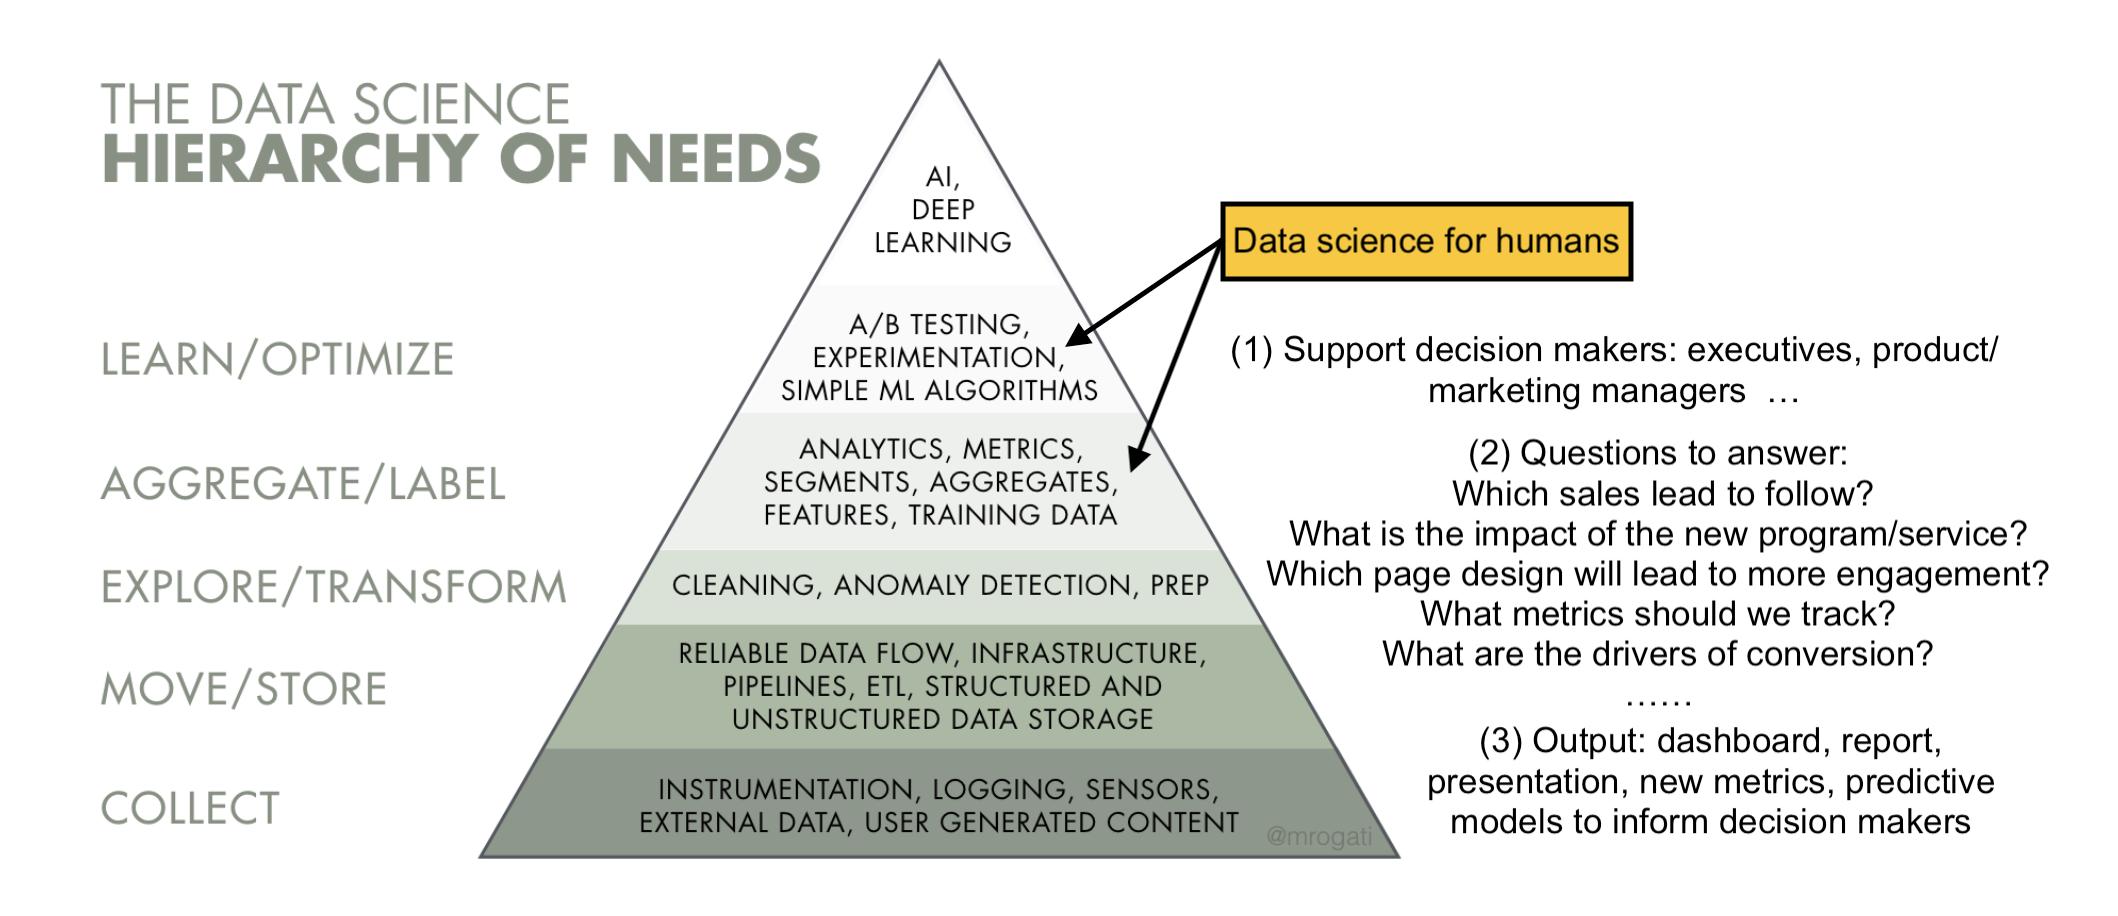 THE DATA SCIENCE
HIERARCHY OF NEEDS
AI,
DEEP
LEARNING
LEARN/OPTIMIZE
A/B TESTING,
EXPERIMENTATION,
SIMPLE ML ALGORITHMS
AGGREGATE/LABEL
ANALYTICS, METRICS,
SEGMENTS, AGGREGATES,
FEATURES, TRAINING DATA
EXPLORE/TRANSFORM
CLEANING, ANOMALY DETECTION, PREP
MOVE/STORE
RELIABLE DATA FLOW, INFRASTRUCTURE,
PIPELINES, ETL, STRUCTURED AND
UNSTRUCTURED DATA STORAGE
COLLECT
INSTRUMENTATION, LOGGING, SENSORS,
EXTERNAL DATA, USER GENERATED CONTENT
@mrogati
Data science for humans
(1) Support decision makers: executives, product/
marketing managers …
(2) Questions to answer:
Which sales lead to follow?
What is the impact of the new program/service?
Which page design will lead to more engagement?
What metrics should we track?
What are the drivers of conversion?
……
(3) Output: dashboard, report,
presentation, new metrics, predictive
models to inform decision makers